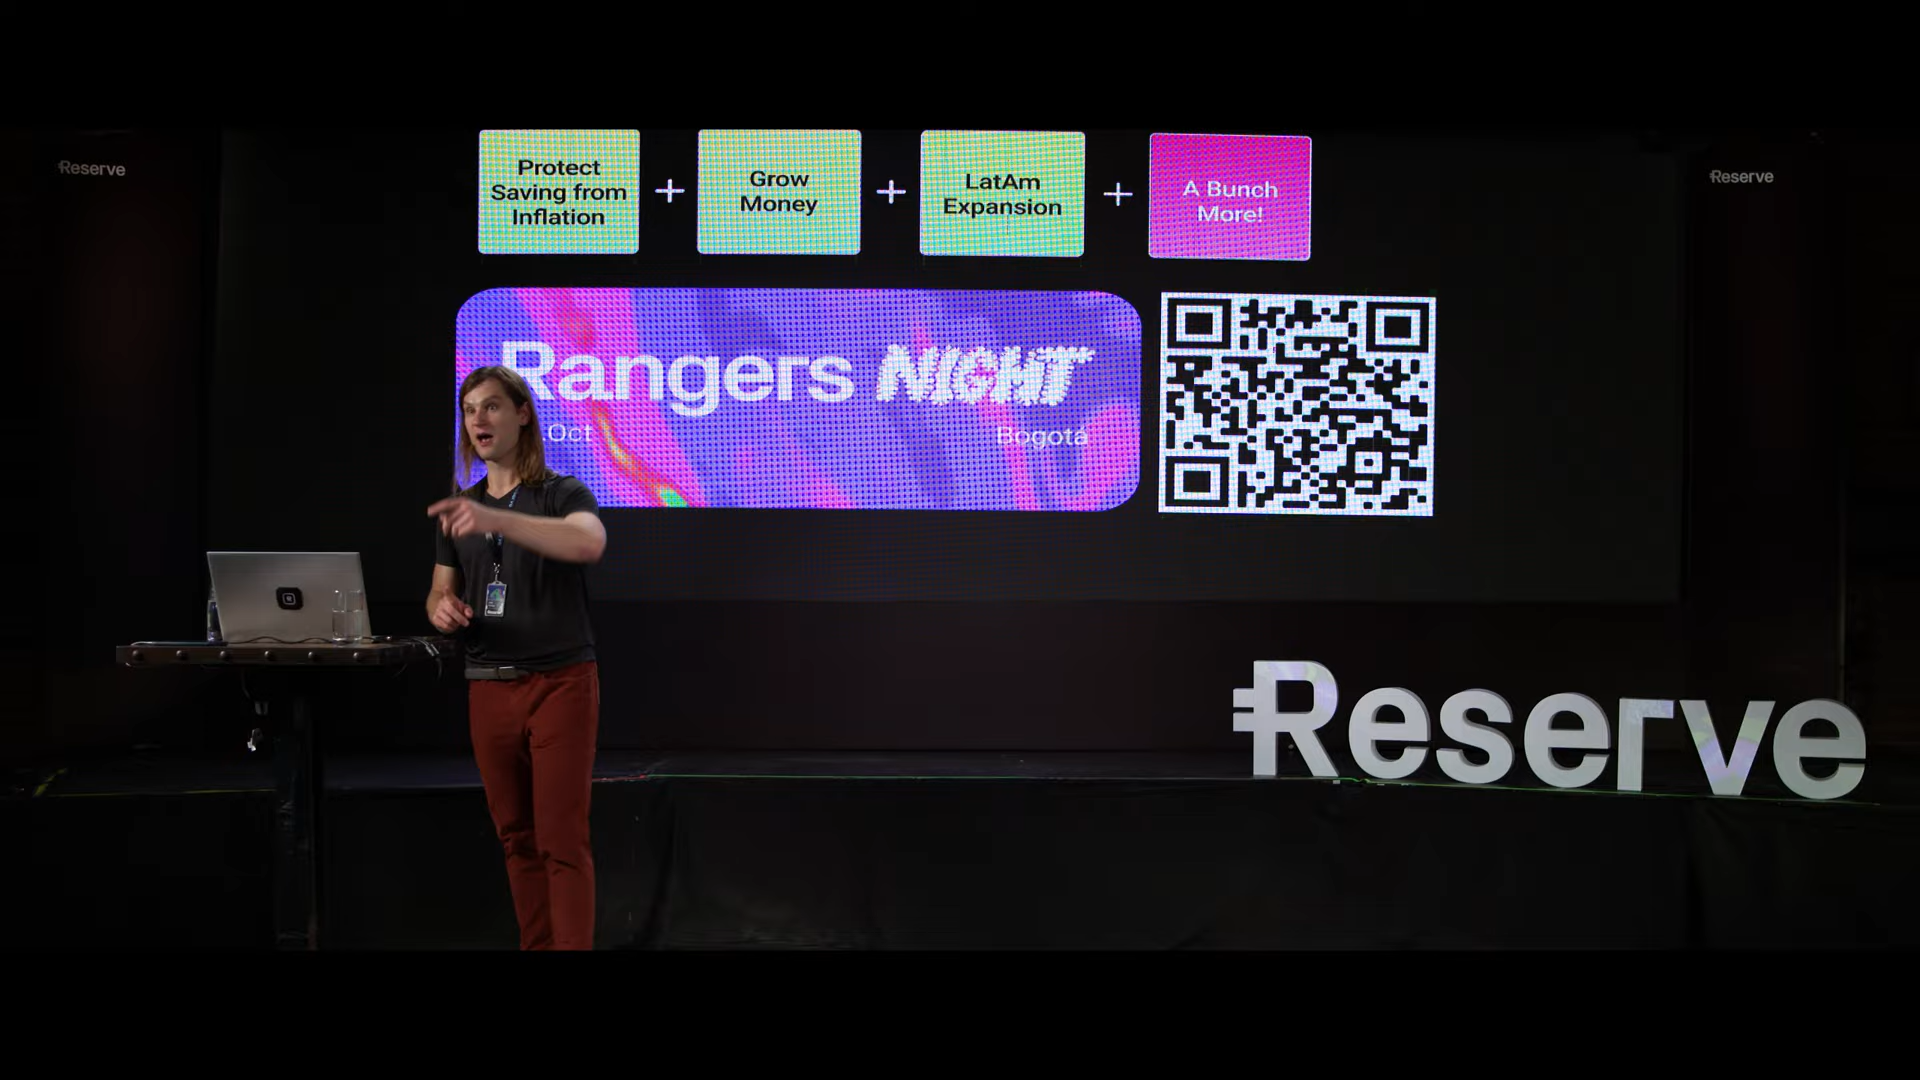 Reserve
Protect
Saving from
Inflation
+
Grow
Money
+
LatAm
Expansion
+
A Bunch
More!
Reserve
Rangers NIGHT
Oct
Bogotá
Reserve